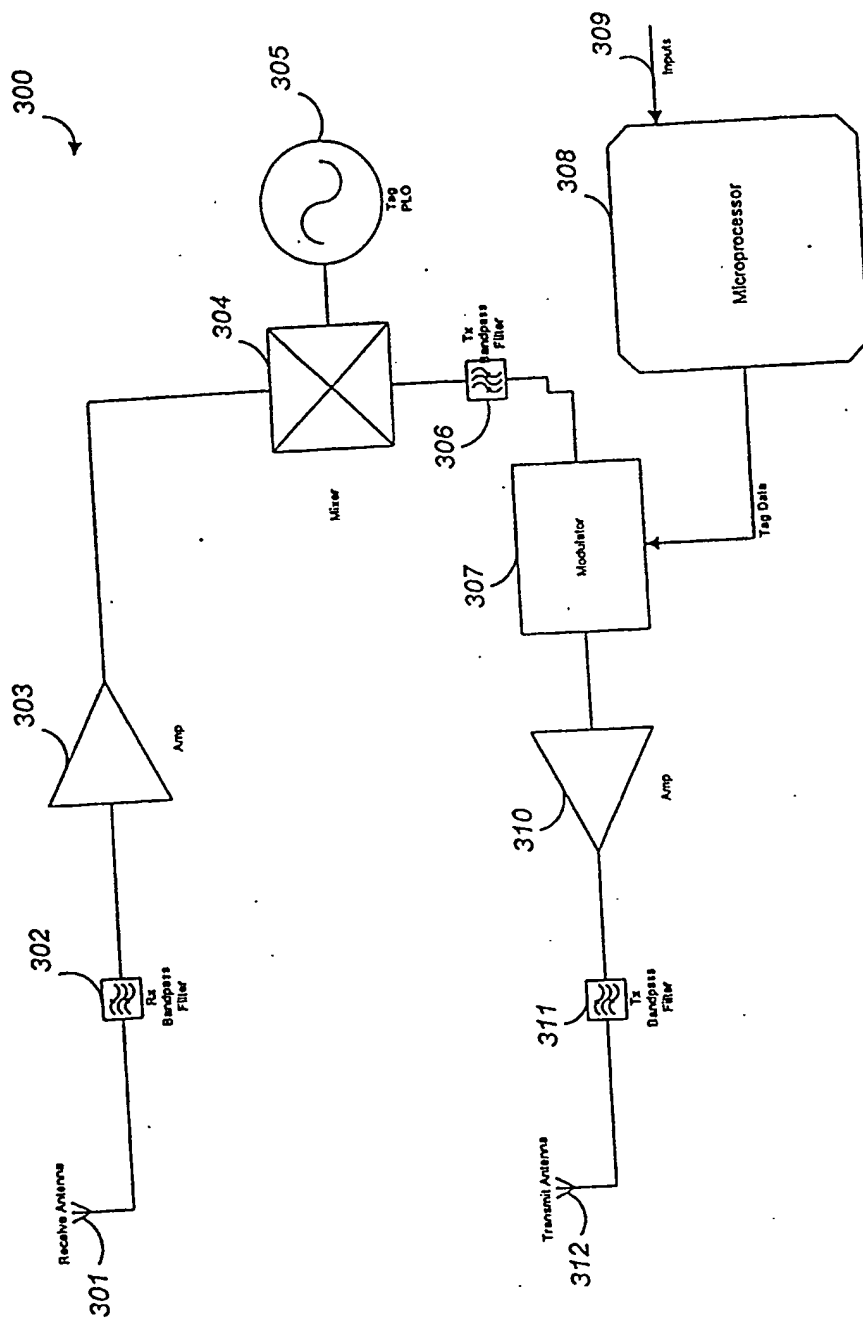 300
305
Tag
PLO
304
Mixer
303
Amp
302
Rx
Bandpass
Filter
Receive Antenna
301
309
Inputs
308
Microprocessor
Tx
Bandpass
Filter
306
307
Modulator
Tag Data
310
Amp
311
Tx
Bandpass
Filter
Transmit Antenna
312